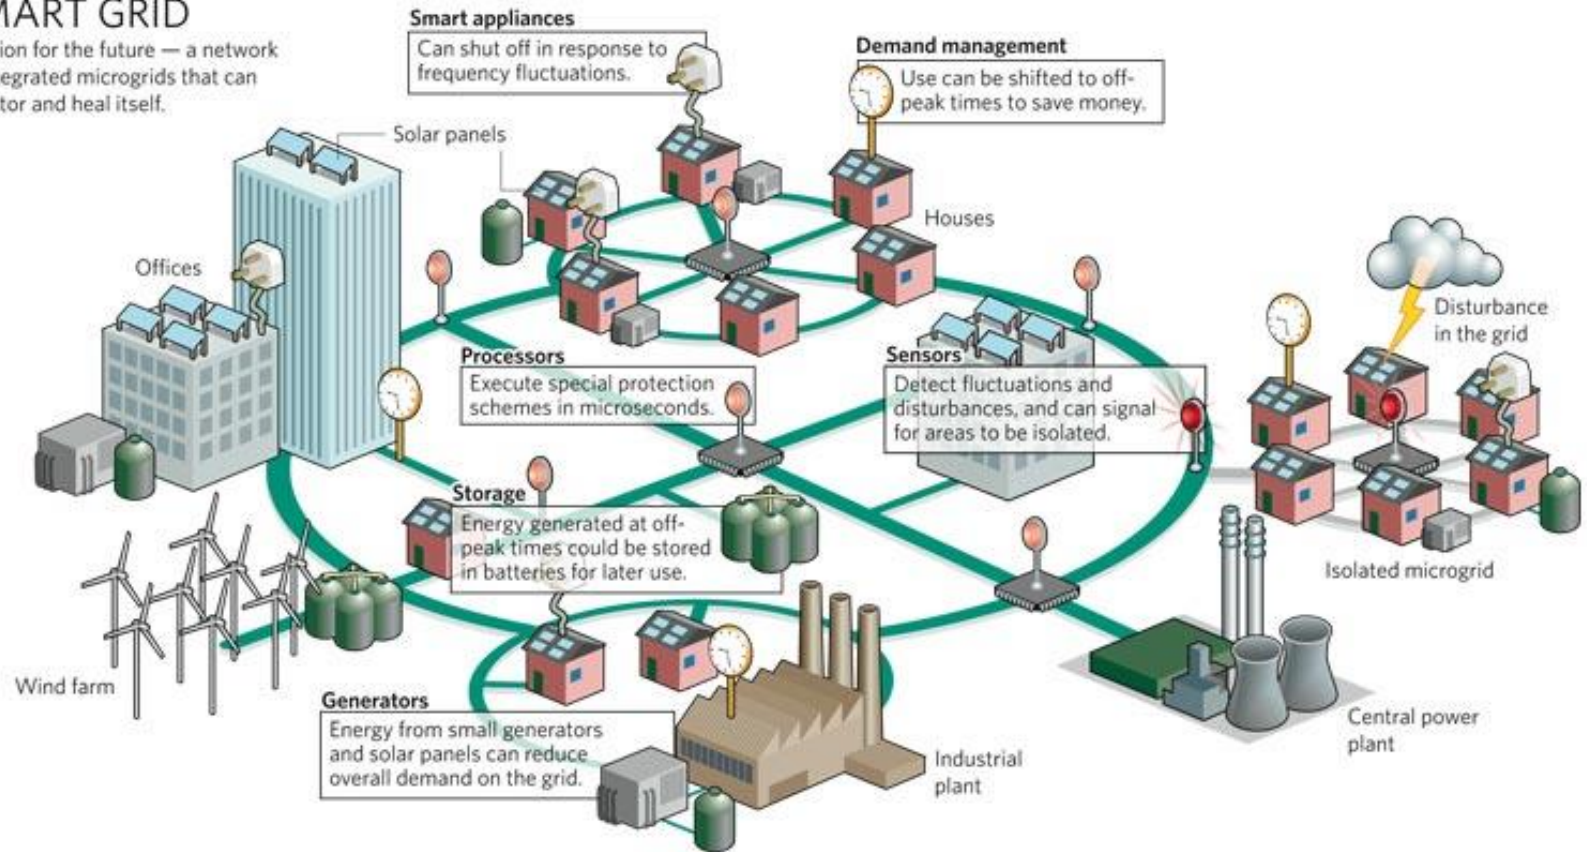 MART GRID
ion for the future — a network
egrated microgrids that can
tor and heal itself.
Smart appliances
Can shut off in response to
frequency fluctuations.
Demand management
Use can be shifted to off-
peak times to save money.
Solar panels
Houses
Offices
Disturbance
in the grid
Processors
Execute special protection
schemes in microseconds.
Sensors
Detect fluctuations and
disturbances, and can signal
for areas to be isolated.
Storage
Energy generated at off-
peak times could be stored
in batteries for later use.
Isolated microgrid
Wind farm
Generators
Energy from small generators
and solar panels can reduce
overall demand on the grid.
Industrial
plant
Central power
plant